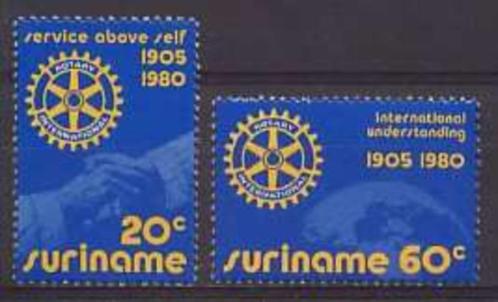 service above self
1905
1980
ROTARY
INTERNATIONAL
20c
suriname
International
understanding
1905 1980
ROTARY
INTERNATIONAL
suriname 60c